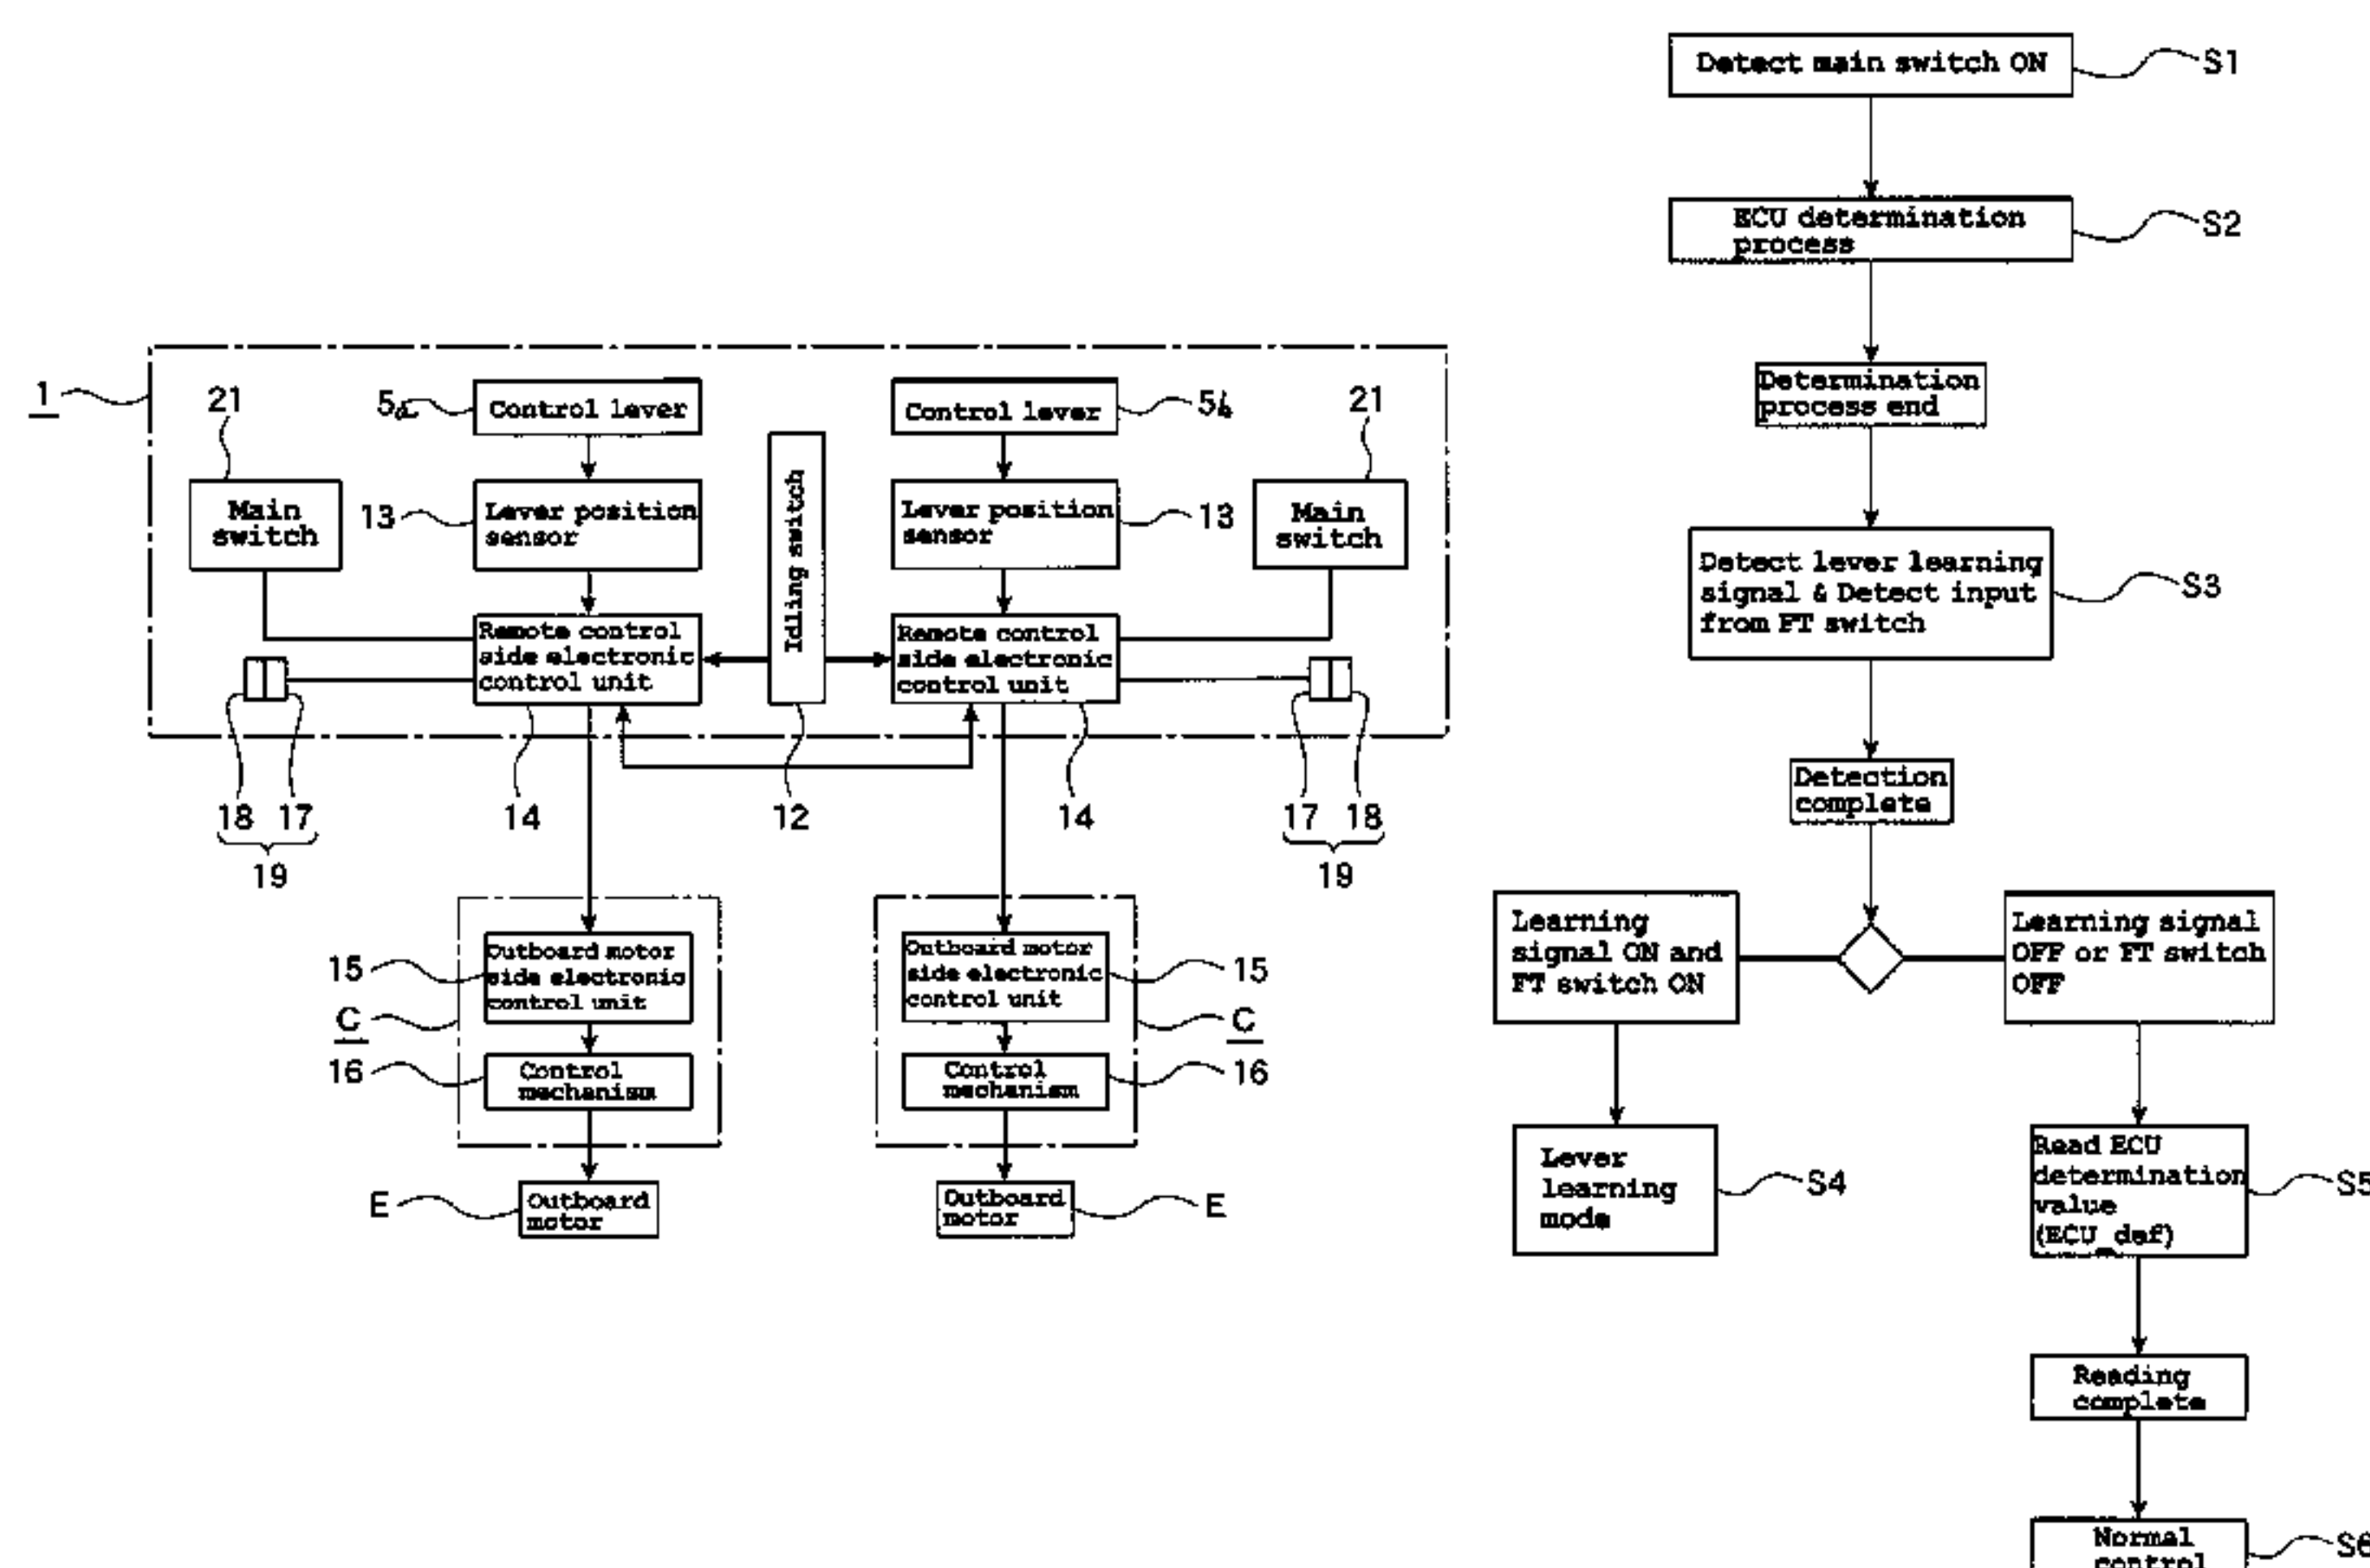 1
21
5a
Control lever
Control lever
5b
21
Main
switch
13
Lever position
sensor
Idling switch
Lever position
sensor
13
Main
switch
Remote control
side electronic
control unit
Remote control
side electronic
control unit
18 17
19
14
12
14
17 18
19
15
Outboard motor
side electronic
control unit
Outboard motor
side electronic
control unit
15
C
C
16
Control
mechanism
Control
mechanism
16
E
Outboard
motor
Outboard
motor
E
Detect main switch ON
S1
ECU determination
process
S2
Determination
process end
Detect lever learning
signal & Detect input
from FT switch
S3
Detection
complete
Learning
signal ON and
FT switch ON
Learning signal
OFF or FT switch
OFF
Lever
learning
mode
S4
Read ECU
determination
value
(ECU_def)
S5
Reading
complete
Normal
control
S6